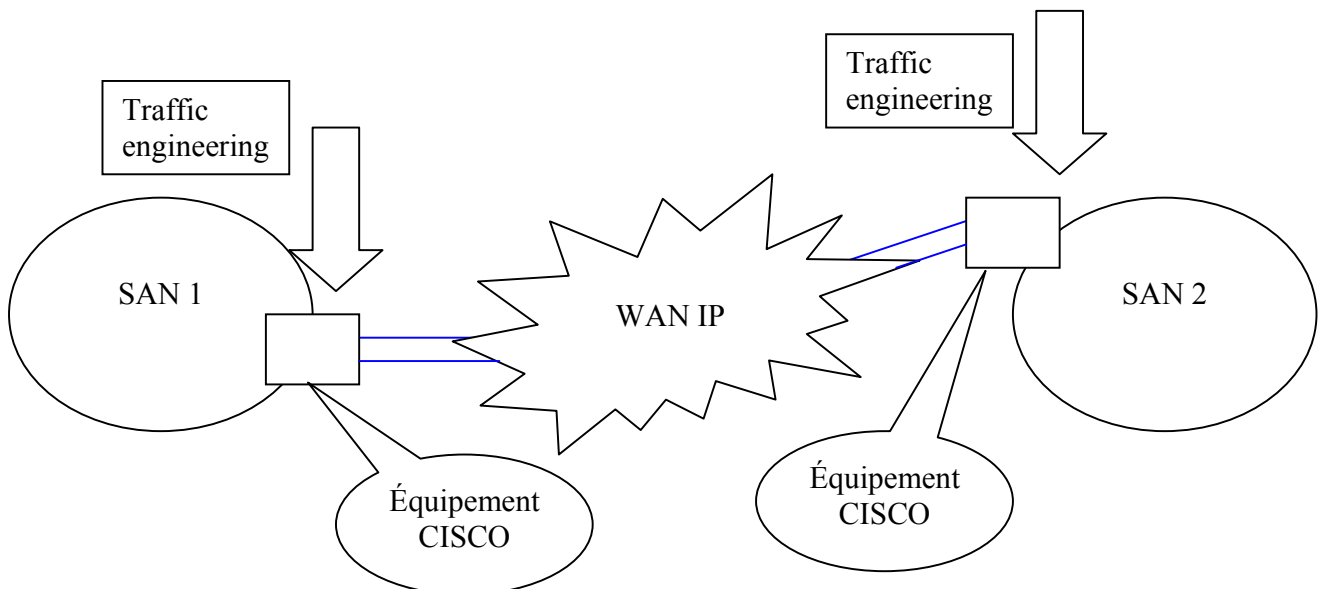 Traffic
engineering
Traffic
engineering
SAN 1
WAN IP
SAN 2
Équipement
CISCO
Équipement
CISCO